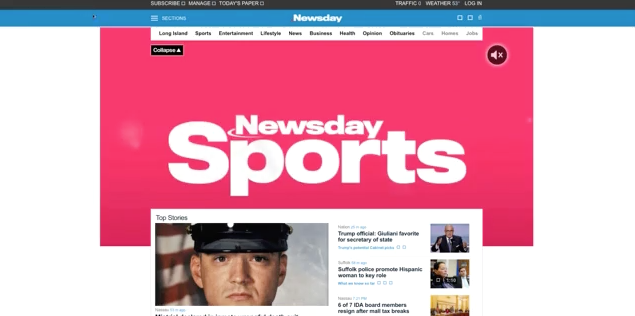 SUBSCRIBE MANAGE TODAY'S PAPER
TRAFFIC WEATHER 53° LOG IN
SECTIONS
Newsday
Long Island Sports Entertainment Lifestyle News Business Health Opinion Obituaries Cars Homes Jobs
Collapse ▲
Newsday
Sports
Top Stories
Nation
Trump official: Giuliani favorite
for secretary of state
Trump's potential Cabinet picks
Suffolk
Suffolk police promote Hispanic
woman to key role
What we know so far
1:16
Nassau
6 of 7 IDA board members
resign after mall tax breaks
Nassau